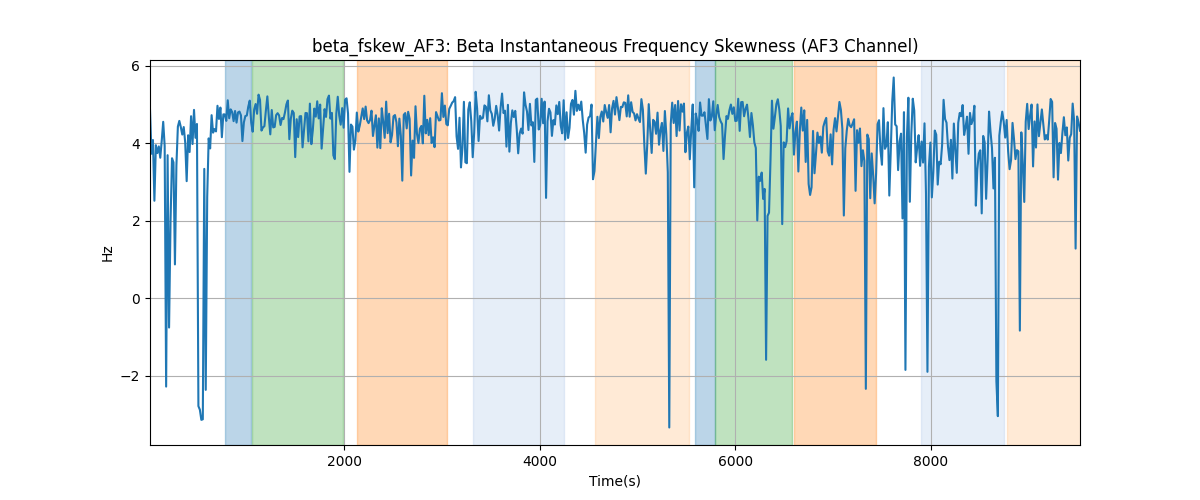 beta_fskew_AF3: Beta Instantaneous Frequency Skewness (AF3 Channel)
6
4
2
0
−2
Hz
2000 4000 6000 8000
Time(s)